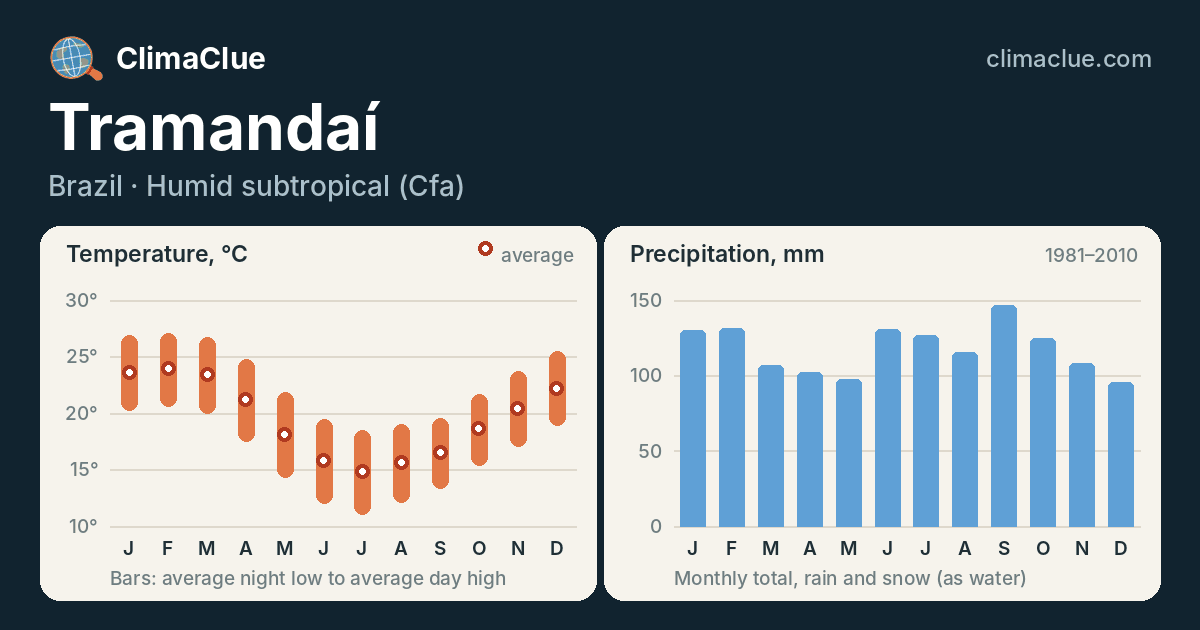 ClimaClue
climaclue.com
Tramandaí
Brazil · Humid subtropical (Cfa)
Temperature, °C
average
30°
25°
20°
15°
10°
J F M A M J J A S O N D
Bars: average night low to average day high
Precipitation, mm
1981–2010
150
100
50
0
J F M A M J J A S O N D
Monthly total, rain and snow (as water)